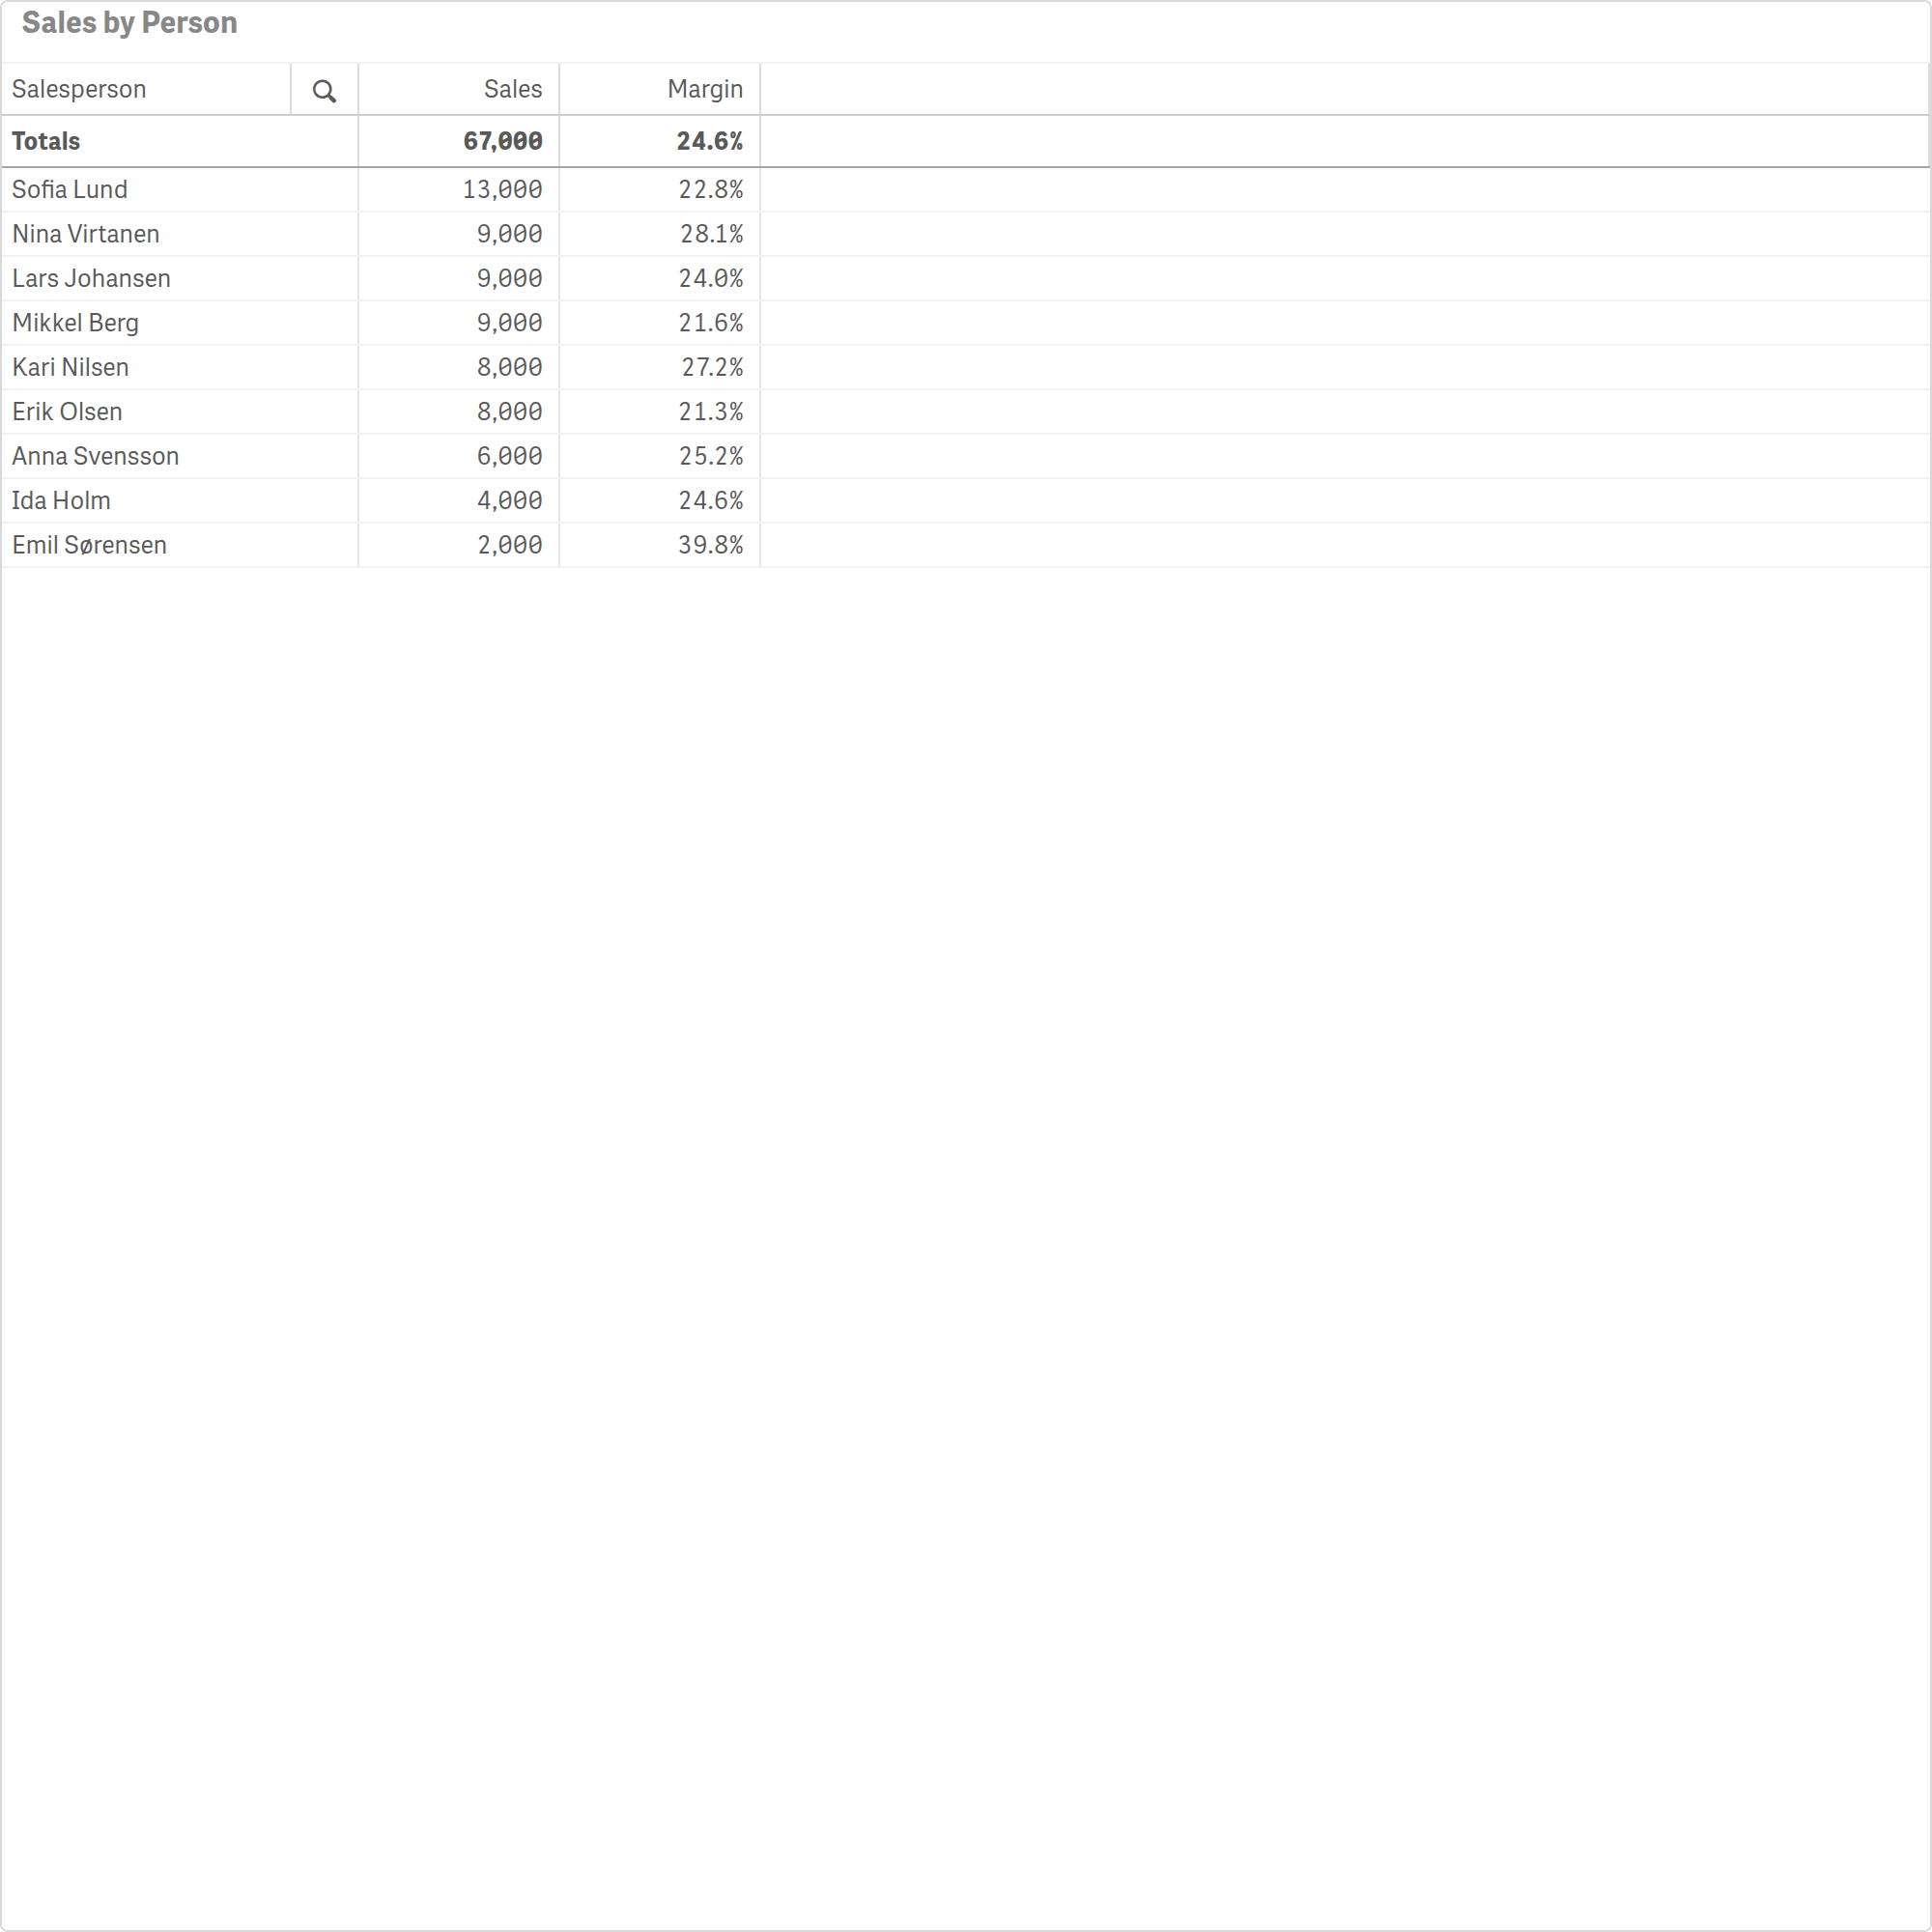 Sales by Person
Salesperson Sales Margin
Totals 67,000 24.6%
Sofia Lund 13,000 22.8%
Nina Virtanen 9,000 28.1%
Lars Johansen 9,000 24.0%
Mikkel Berg 9,000 21.6%
Kari Nilsen 8,000 27.2%
Erik Olsen 8,000 21.3%
Anna Svensson 6,000 25.2%
Ida Holm 4,000 24.6%
Emil Sørensen 2,000 39.8%